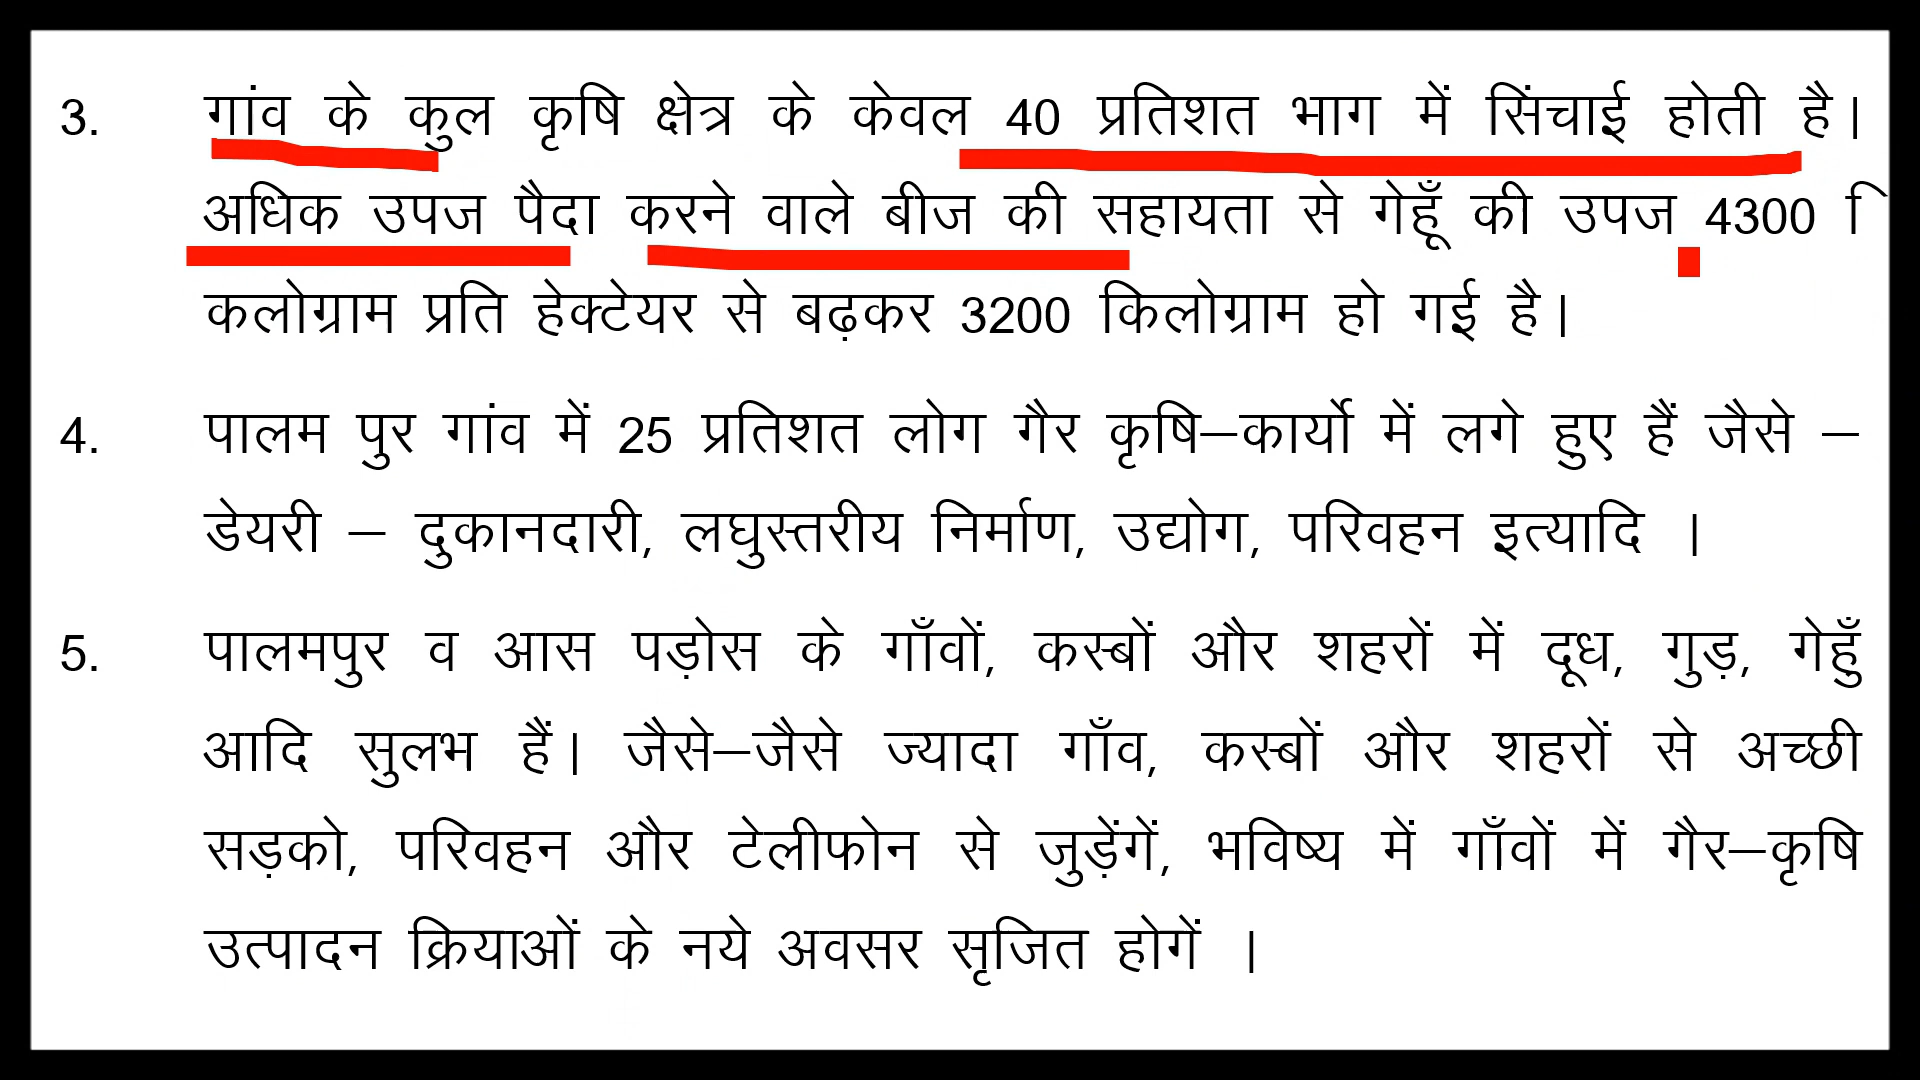 3. गांव के कुल कृषि क्षेत्र के केवल 40 प्रतिशत भाग में सिंचाई होती है।
अधिक उपज पैदा करने वाले बीज की सहायता से गेहूँ की उपज 4300 ि
कलोग्राम प्रति हेक्टेयर से बढ़कर 3200 किलोग्राम हो गई है।
4. पालम पुर गांव में 25 प्रतिशत लोग गैर कृषि–कार्यो में लगे हुए हैं जैसे –
डेयरी – दुकानदारी, लघुस्तरीय निर्माण, उद्योग, परिवहन इत्यादि ।
5. पालमपुर व आस पड़ोस के गाँवों, कस्बों और शहरों में दूध, गुड़, गेहुँ
आदि सुलभ हैं। जैसे–जैसे ज्यादा गाँव, कस्बों और शहरों से अच्छी
सड़को, परिवहन और टेलीफोन से जुड़ेंगें, भविष्य में गाँवों में गैर–कृषि
उत्पादन क्रियाओं के नये अवसर सृजित होगें ।